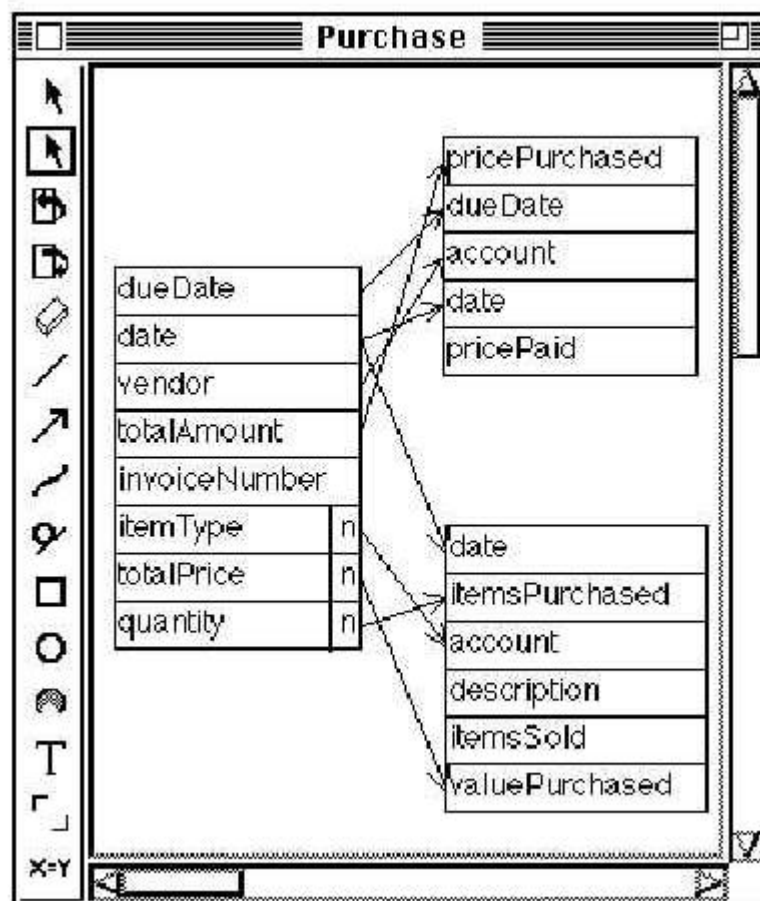 Purchase
pricePurchased
dueDate
account
date
pricePaid
dueDate
date
vendor
totalAmount
invoiceNumber
itemType n
totalPrice n
quantity n
date
itemsPurchased
account
description
itemsSold
valuePurchased
T
X=Y